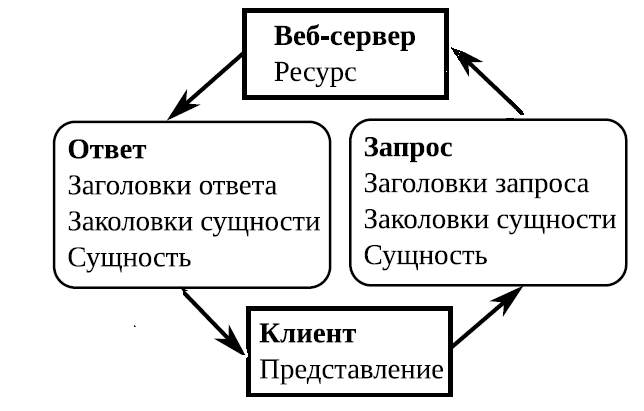 Веб-сервер
Ресурс
Ответ
Заголовки ответа
Заколовки сущности
Сущность
Запрос
Заголовки запроса
Заколовки сущности
Сущность
Клиент
Представление